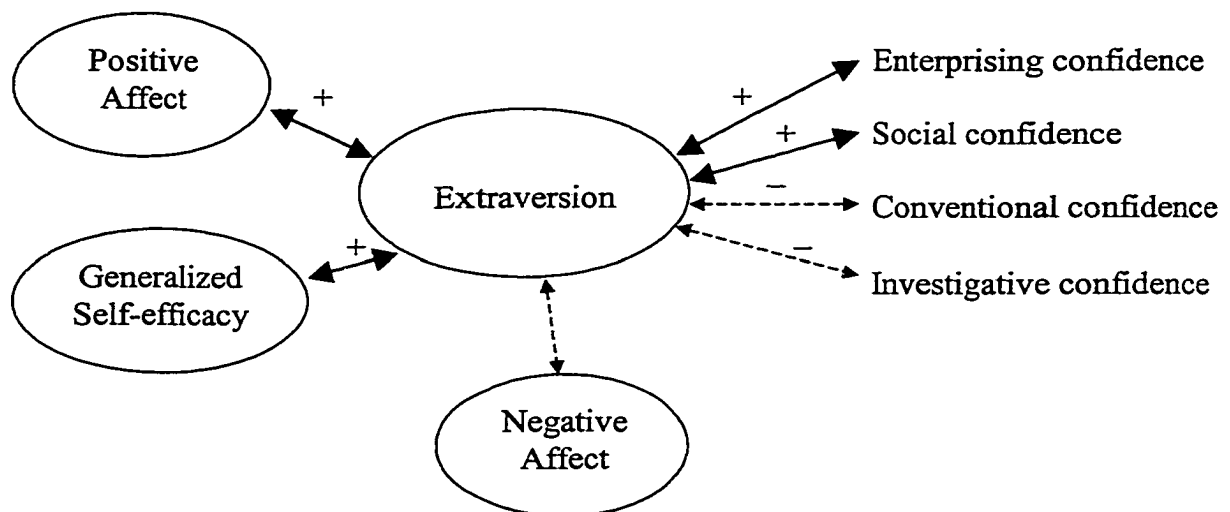 Positive
Affect
+
Generalized
Self-efficacy
+
Extraversion
Negative
Affect
+
Enterprising confidence
+
Social confidence
–
Conventional confidence
–
Investigative confidence